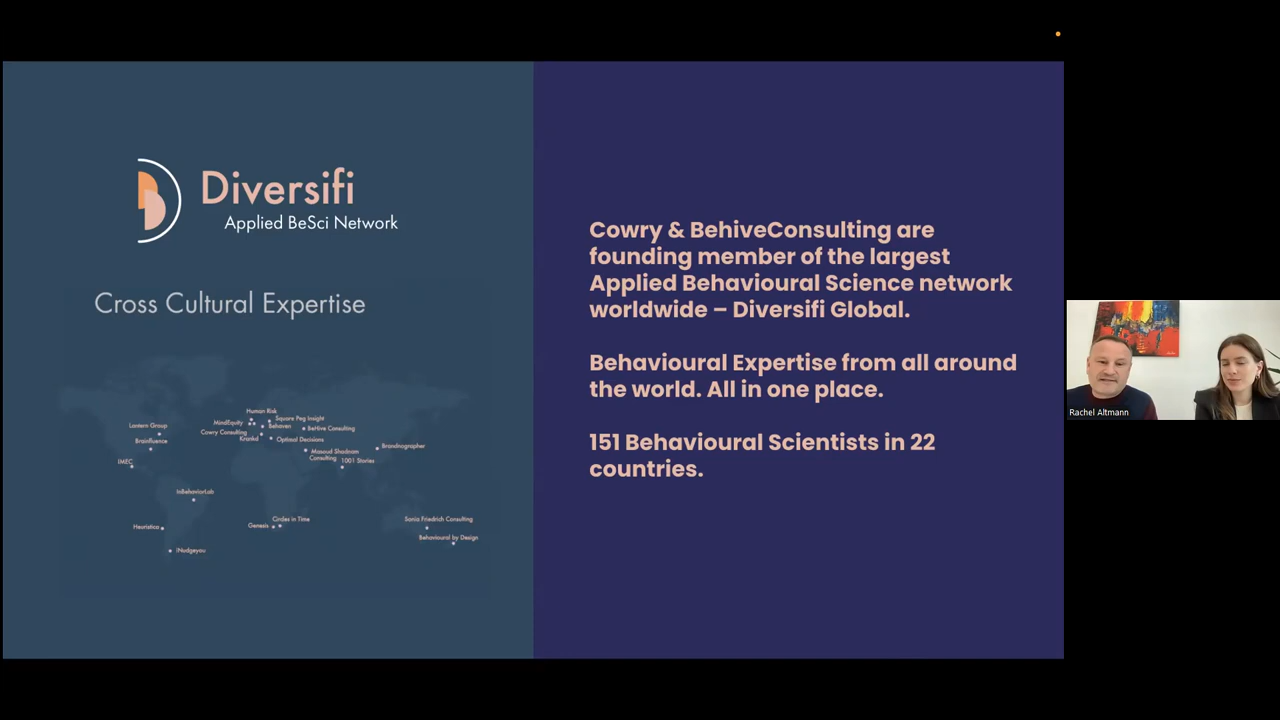 Diversifi
Applied BeSci Network
Cross Cultural Expertise
Human Risk
MindEquity
Square Peg Insight
Lantern Group
Behaven
BeHive Consulting
Cowry Consulting
Krankd
Optimal Decisions
Brainfluence
Brandnographer
Masoud Shadnam
Consulting
1001 Stories
IMEC
InBehaviorLab
Heuristica
Genesis
Circles in Time
Sonia Friedrich Consulting
Behavioural by Design
iNudgeyou
Cowry & BehiveConsulting are
founding member of the largest
Applied Behavioural Science network
worldwide – Diversifi Global.
Behavioural Expertise from all around
the world. All in one place.
151 Behavioural Scientists in 22
countries.
Rachel Altmann